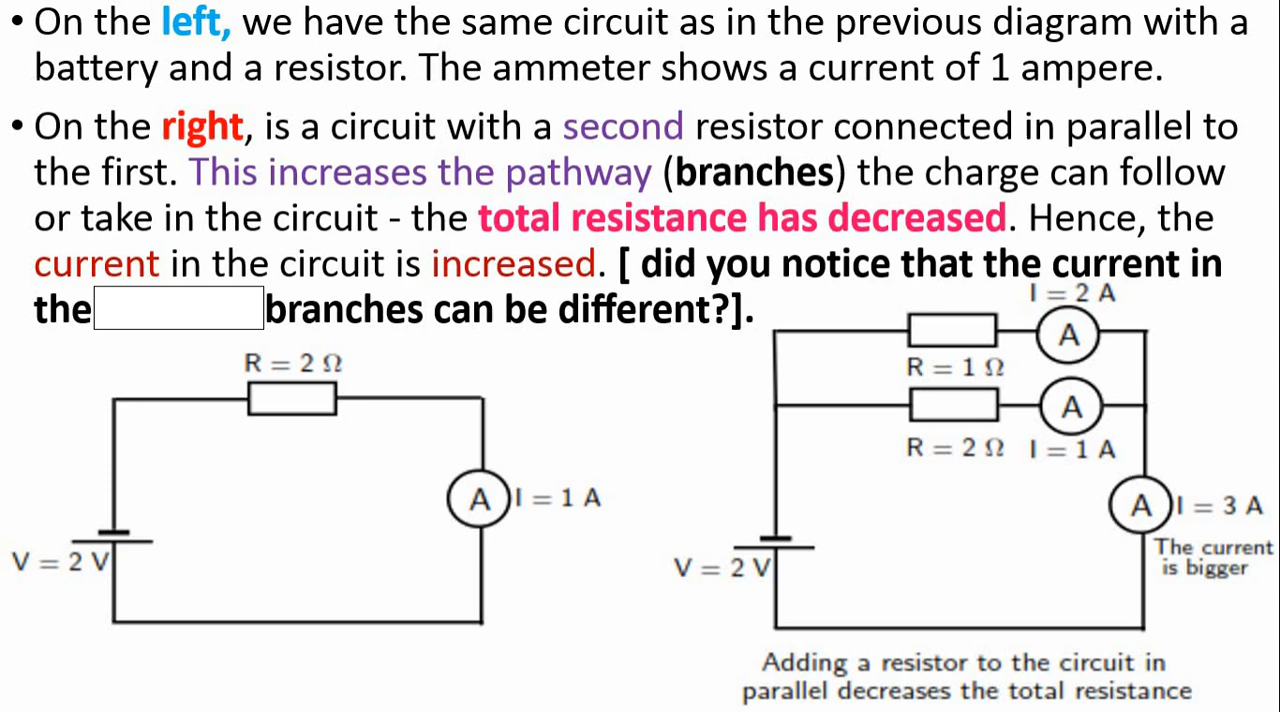 • On the left, we have the same circuit as in the previous diagram with a
battery and a resistor. The ammeter shows a current of 1 ampere.
• On the right, is a circuit with a second resistor connected in parallel to
the first. This increases the pathway (branches) the charge can follow
or take in the circuit - the total resistance has decreased. Hence, the
current in the circuit is increased. [ did you notice that the current in
the branches can be different?].
R = 2 Ω
A I = 1 A
V = 2 V
I = 2 A
A
R = 1 Ω
A
R = 2 Ω I = 1 A
A I = 3 A
The current
is bigger
V = 2 V
Adding a resistor to the circuit in
parallel decreases the total resistance